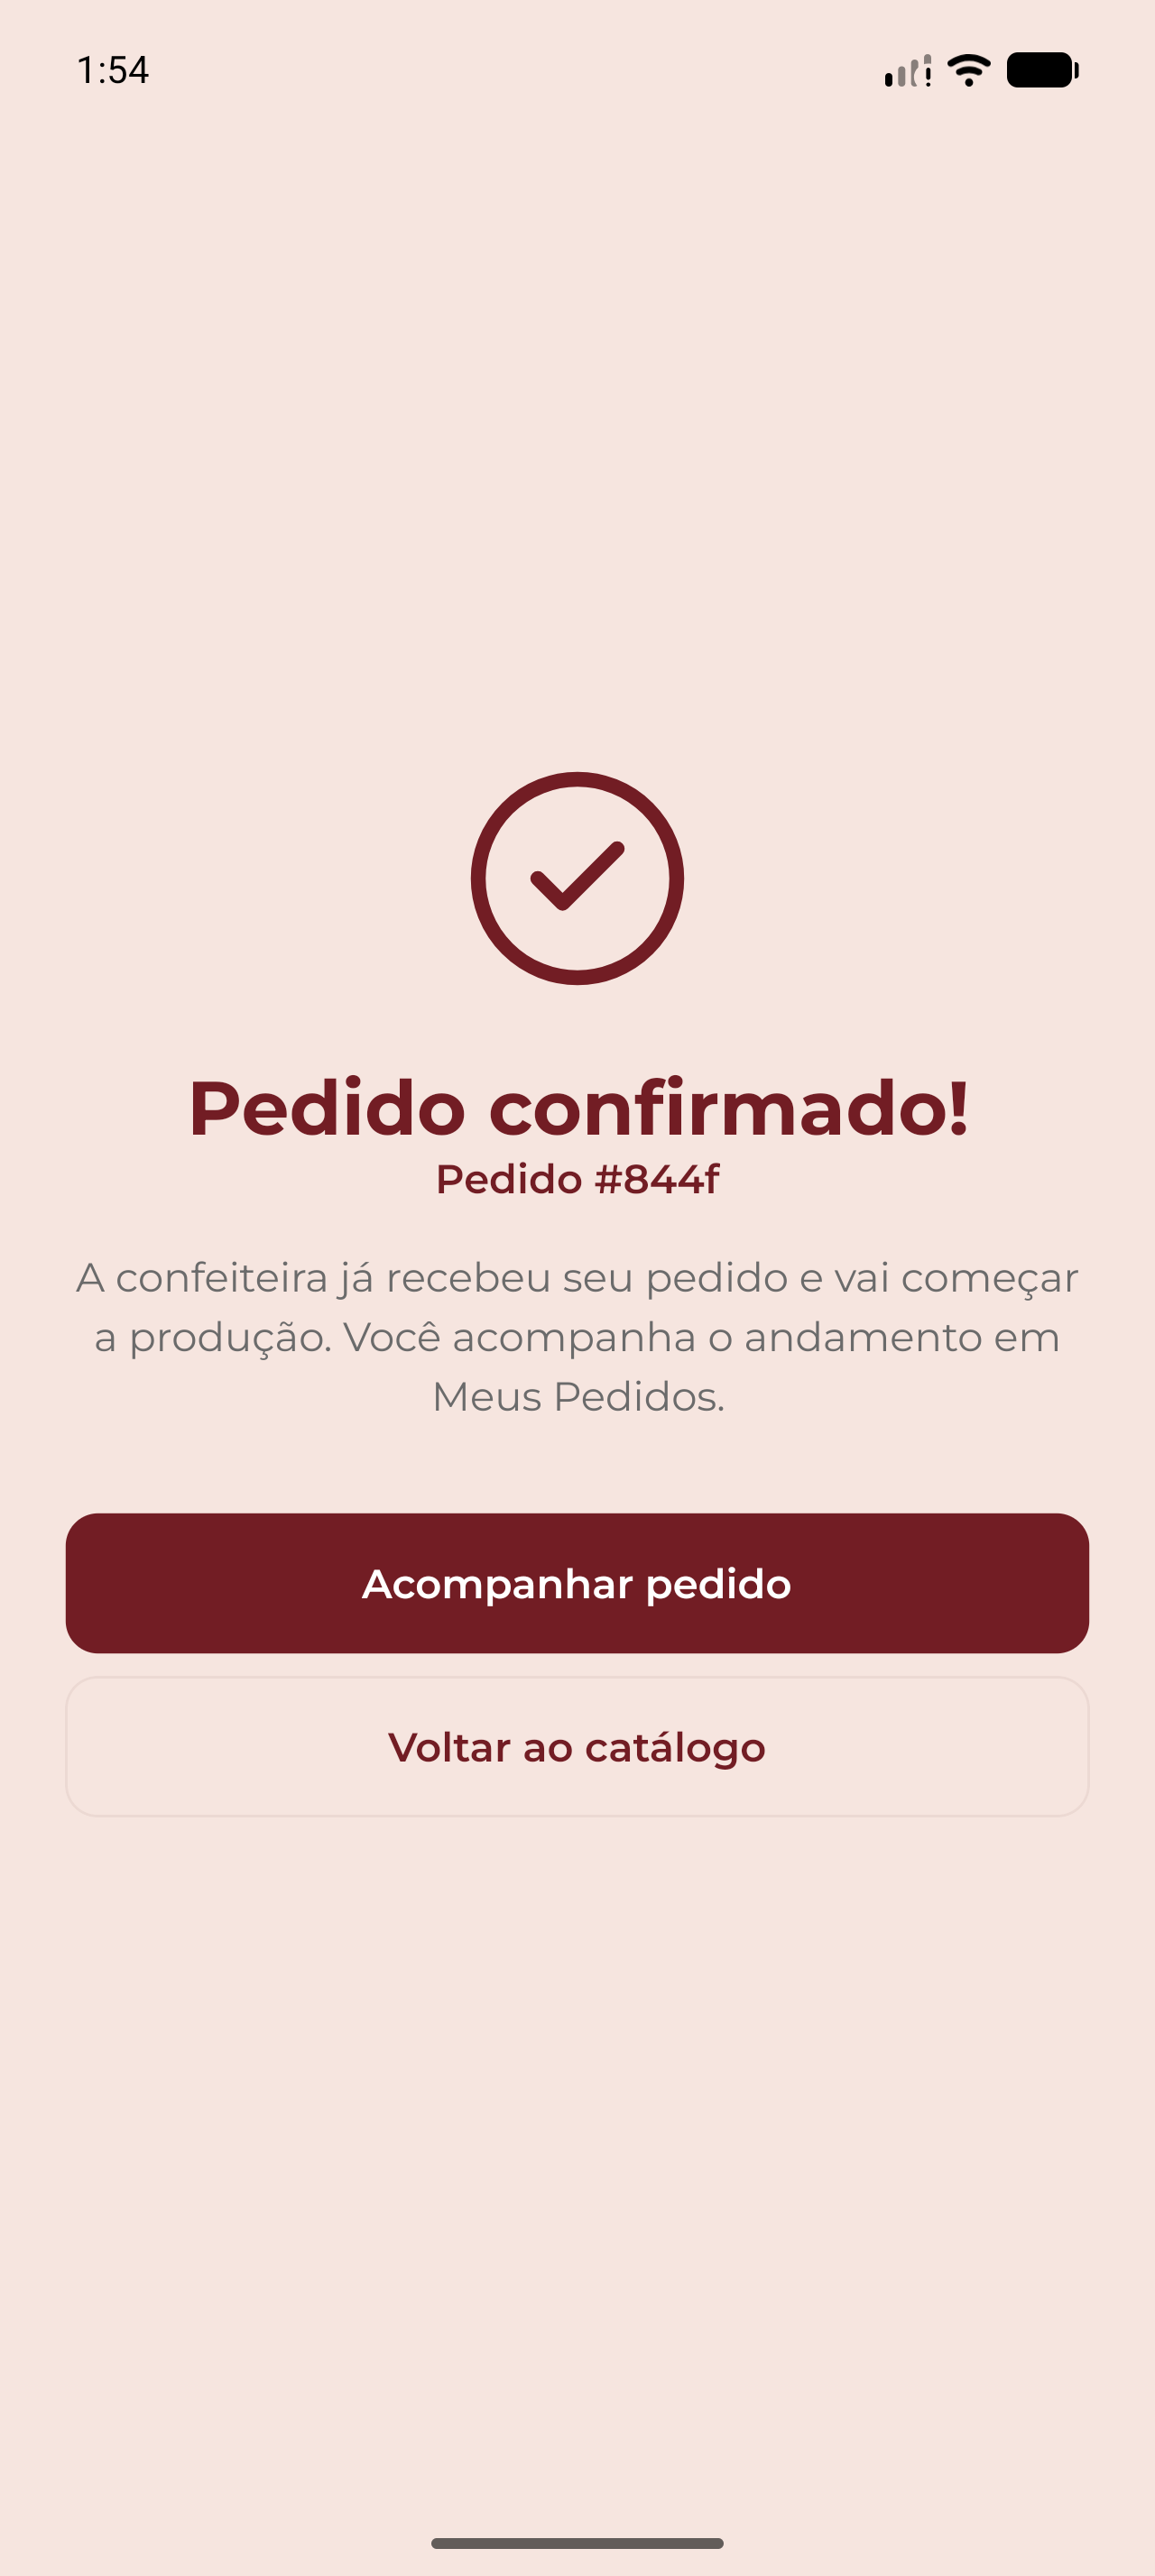 1:54
Pedido confirmado!
Pedido #844f
A confeiteira já recebeu seu pedido e vai começar
a produção. Você acompanha o andamento em
Meus Pedidos.
Acompanhar pedido
Voltar ao catálogo